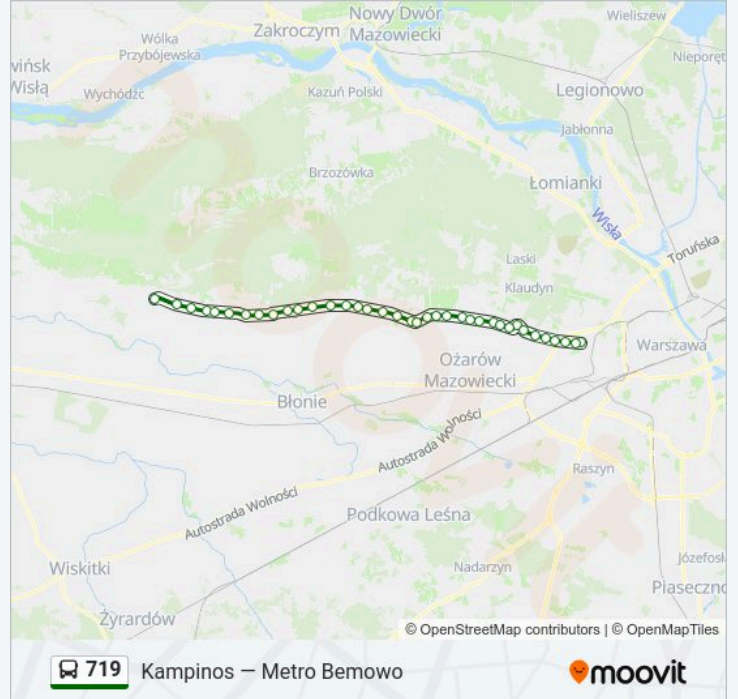 Nowy Dwór
Mazowiecki
Wieliszew
Zakroczym
Wólka
Przybójewska
Nieporęt
wińsk
Wisłą
Wychódźc
Kazuń Polski
Legionowo
Jabłonna
Brzozówka
Łomianki
Wisła
Toruńska
Laski
Klaudyn
Warszawa
Ożarów
Mazowiecki
Błonie
Autostrada Wolności
Raszyn
Autostrada Wolności
Podkowa Leśna
Józefosł
Wiskitki
Nadarzyn
Piaseczno
Żyrardów
© OpenStreetMap contributors | © OpenMapTiles
719 Kampinos — Metro Bemowo
moovit